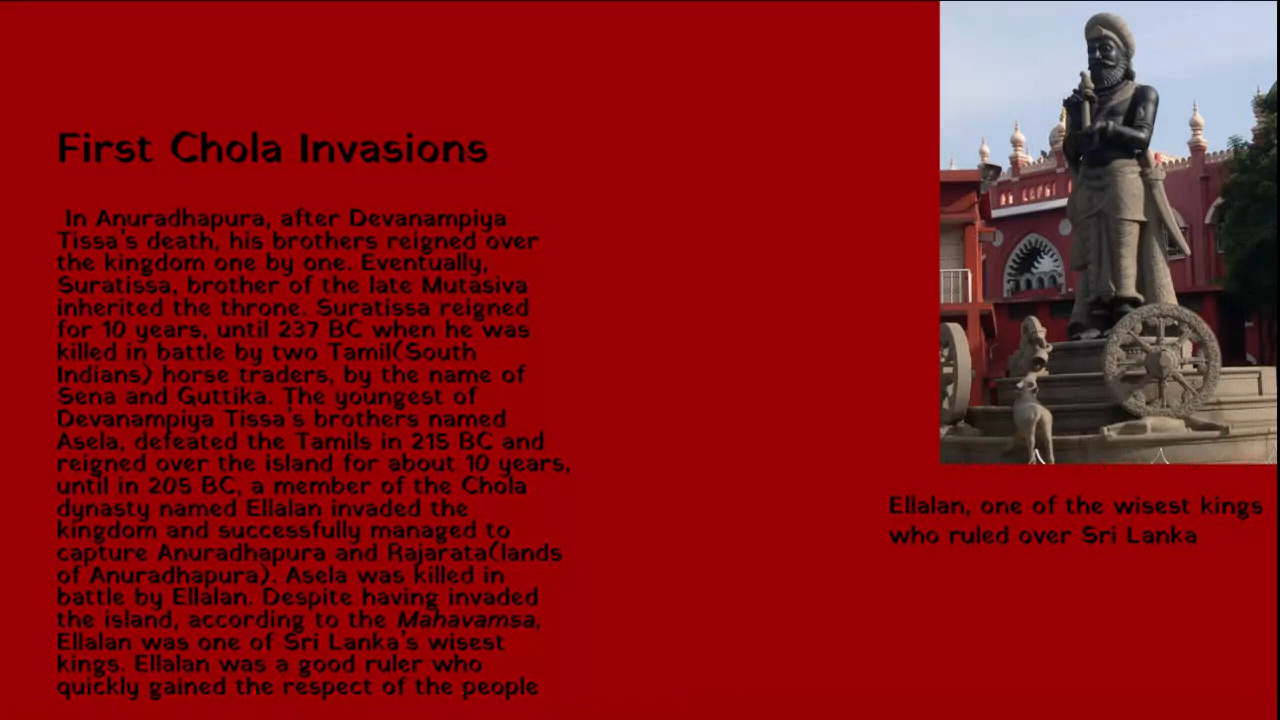 First Chola Invasions
In Anuradhapura, after Devanampiya
Tissa's death, his brothers reigned over
the kingdom one by one. Eventually,
Suratissa, brother of the late Mutasiva
inherited the throne. Suratissa reigned
for 10 years, until 237 BC when he was
killed in battle by two Tamil(South
Indians) horse traders, by the name of
Sena and Guttika. The youngest of
Devanampiya Tissa's brothers named
Asela, defeated the Tamils in 215 BC and
reigned over the island for about 10 years,
until in 205 BC, a member of the Chola
dynasty named Ellalan invaded the
kingdom and successfully managed to
capture Anuradhapura and Rajarata(lands
of Anuradhapura). Asela was killed in
battle by Ellalan. Despite having invaded
the island, according to the Mahavamsa,
Ellalan was one of Sri Lanka's wisest
kings. Ellalan was a good ruler who
quickly gained the respect of the people
Ellalan, one of the wisest kings
who ruled over Sri Lanka